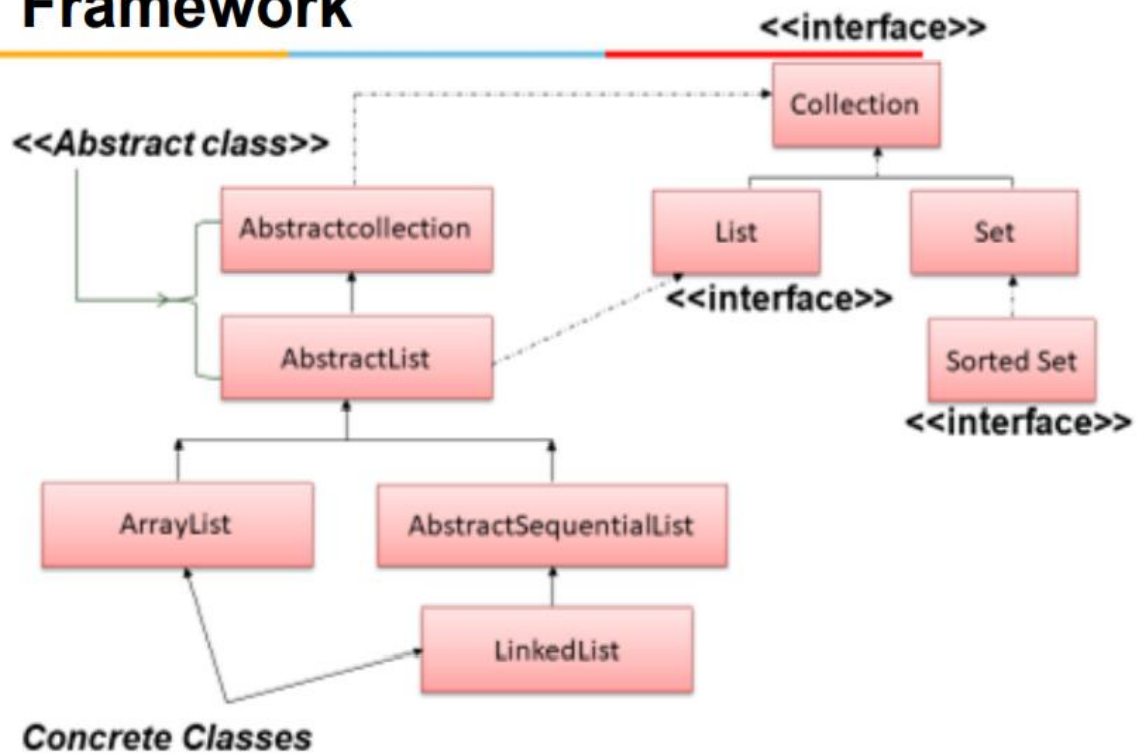 Framework
<<interface>>
Collection
<<Abstract class>>
Abstractcollection
List
Set
<<interface>>
AbstractList
Sorted Set
<<interface>>
ArrayList
AbstractSequentialList
LinkedList
Concrete Classes